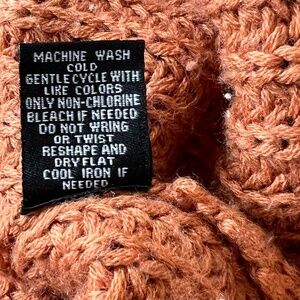 MACHINE WASH
COLD
GENTLE CYCLE WITH
LIKE COLORS
ONLY NON-CHLORINE
BLEACH IF NEEDED
DO NOT WRING
OR TWIST
RESHAPE AND
DRY FLAT
COOL IRON IF
NEEDED